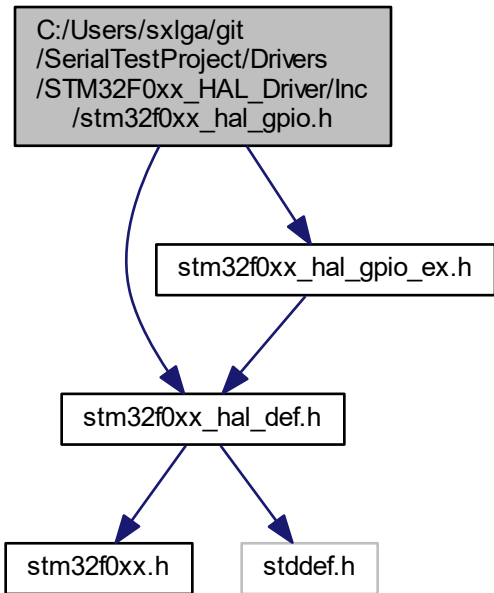 C:/Users/sxlga/git
/SerialTestProject/Drivers
/STM32F0xx_HAL_Driver/Inc
/stm32f0xx_hal_gpio.h
stm32f0xx_hal_gpio_ex.h
stm32f0xx_hal_def.h
stm32f0xx.h
stddef.h